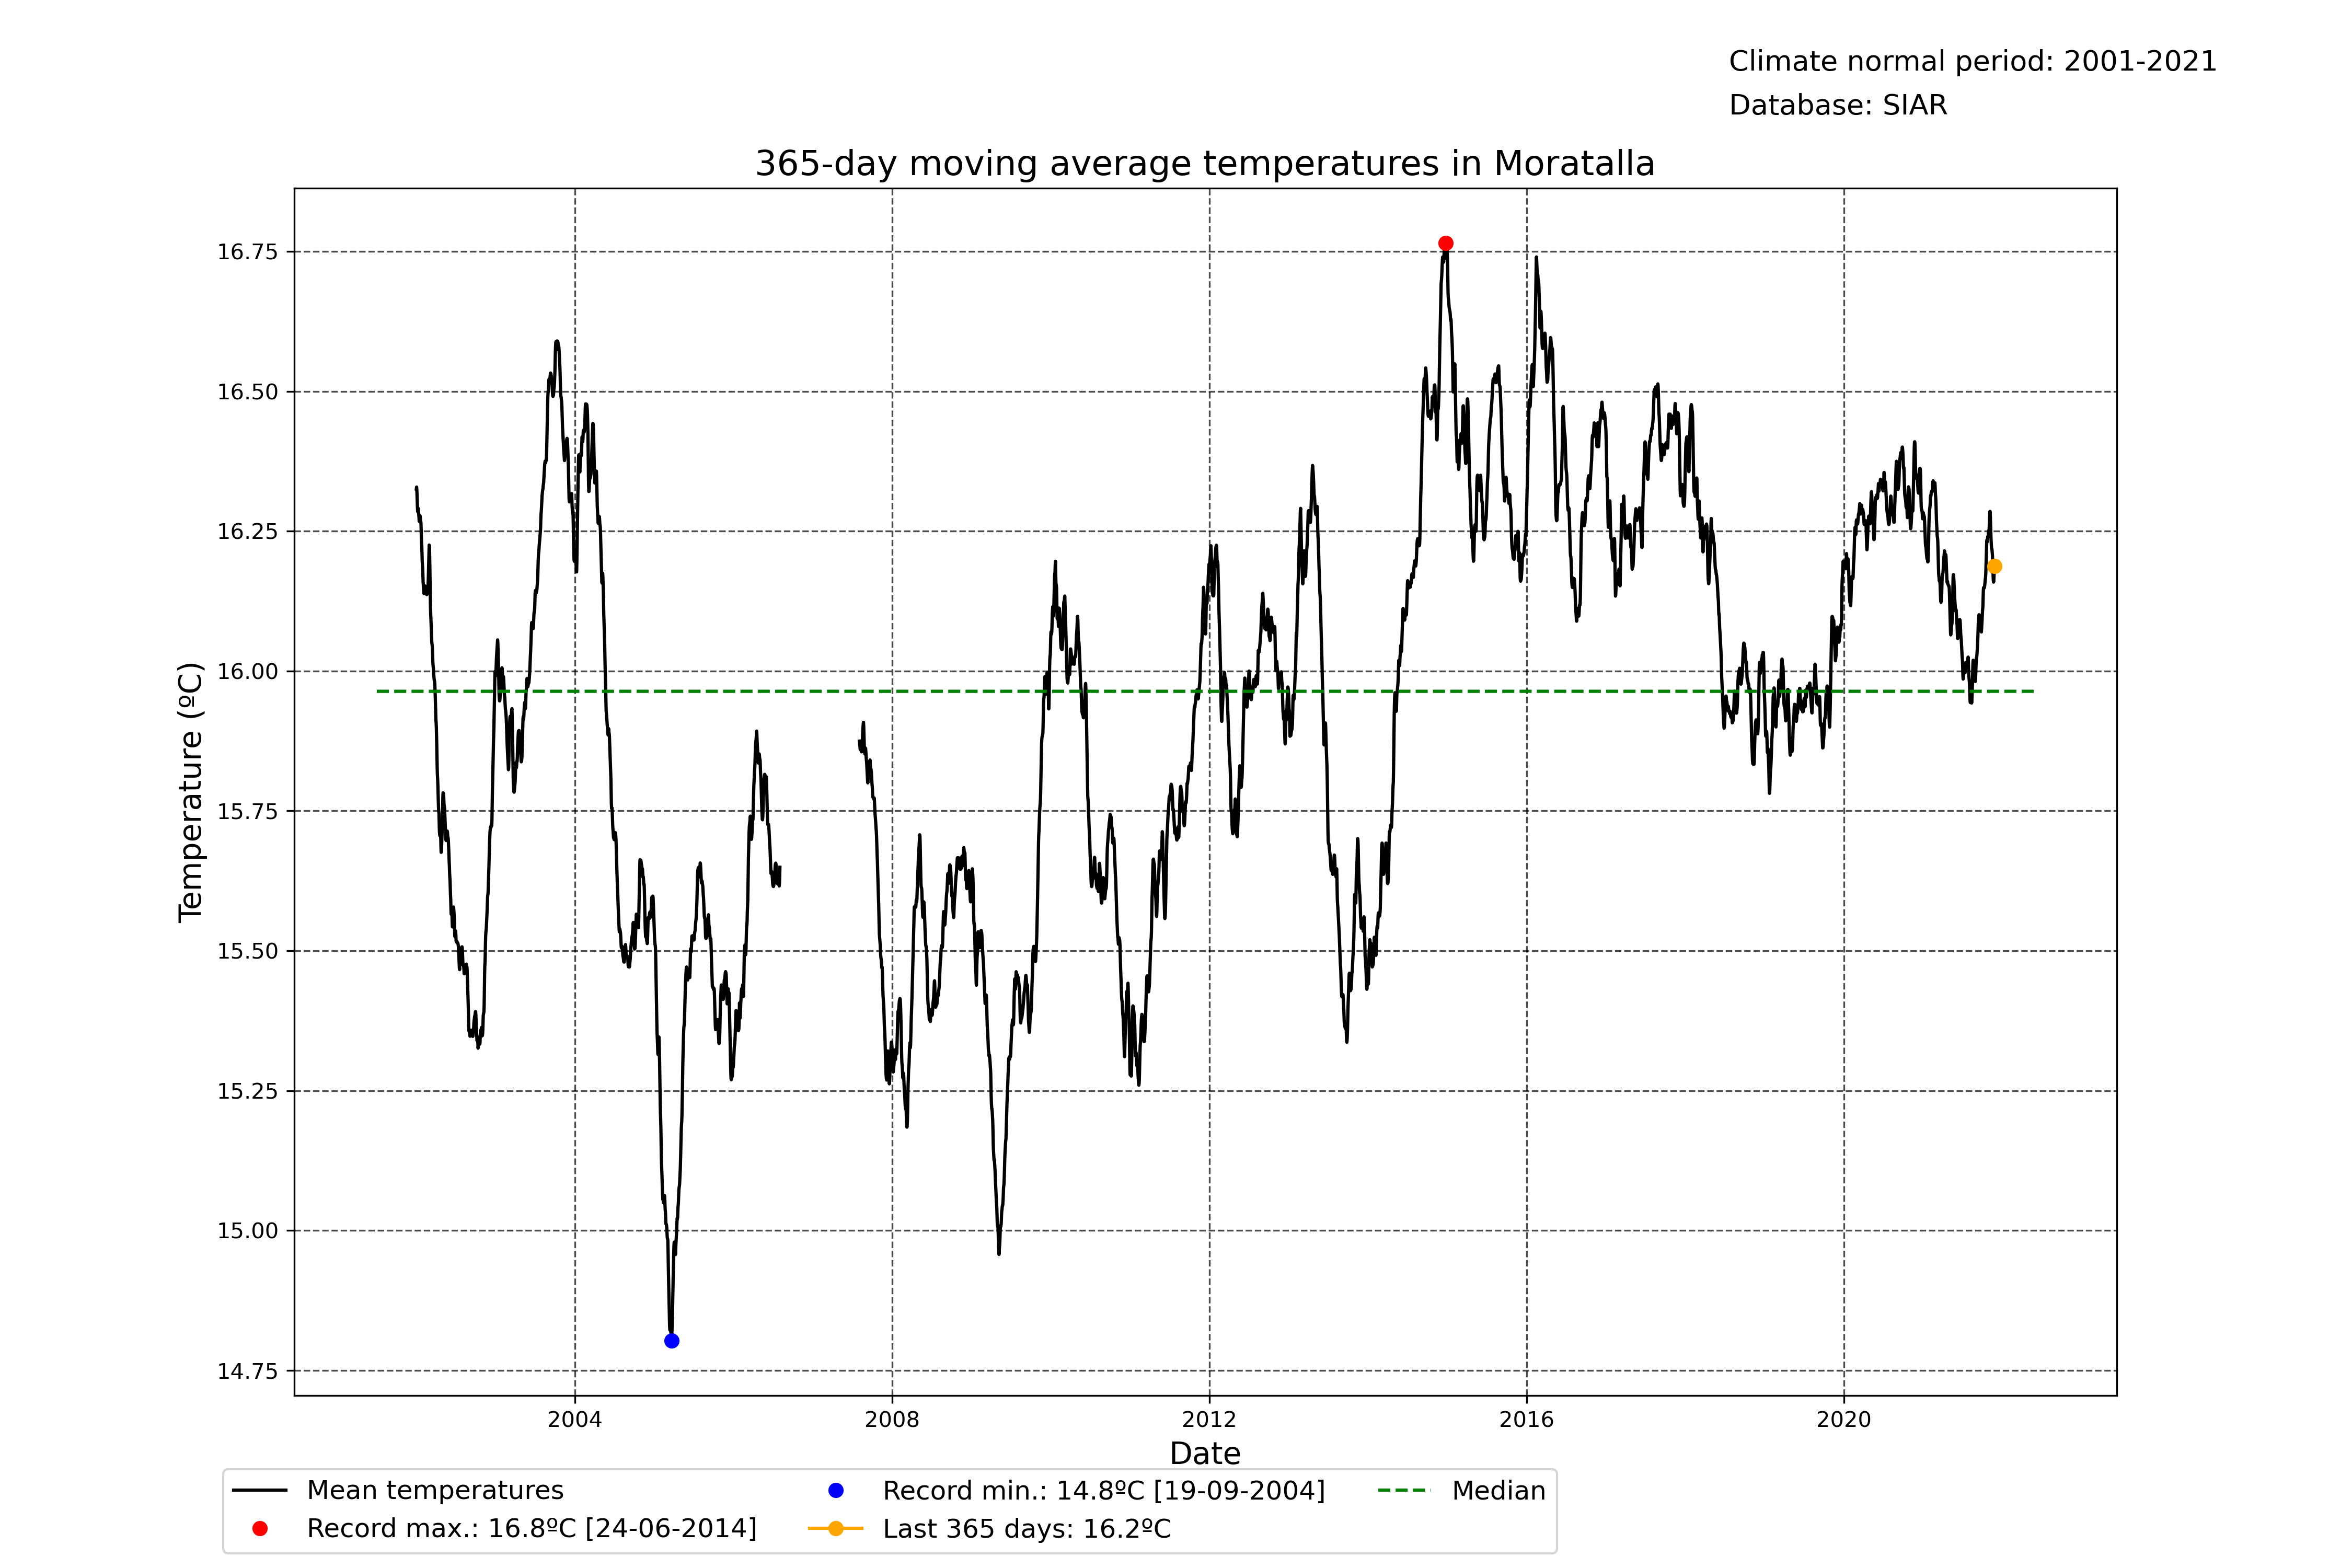 Climate normal period: 2001-2021
Database: SIAR
365-day moving average temperatures in Moratalla
Temperature (ºC)
16.75
16.50
16.25
16.00
15.75
15.50
15.25
15.00
14.75
2004
2008
2012
2016
2020
Date
Mean temperatures
Record max.: 16.8ºC [24-06-2014]
Record min.: 14.8ºC [19-09-2004]
Last 365 days: 16.2ºC
Median